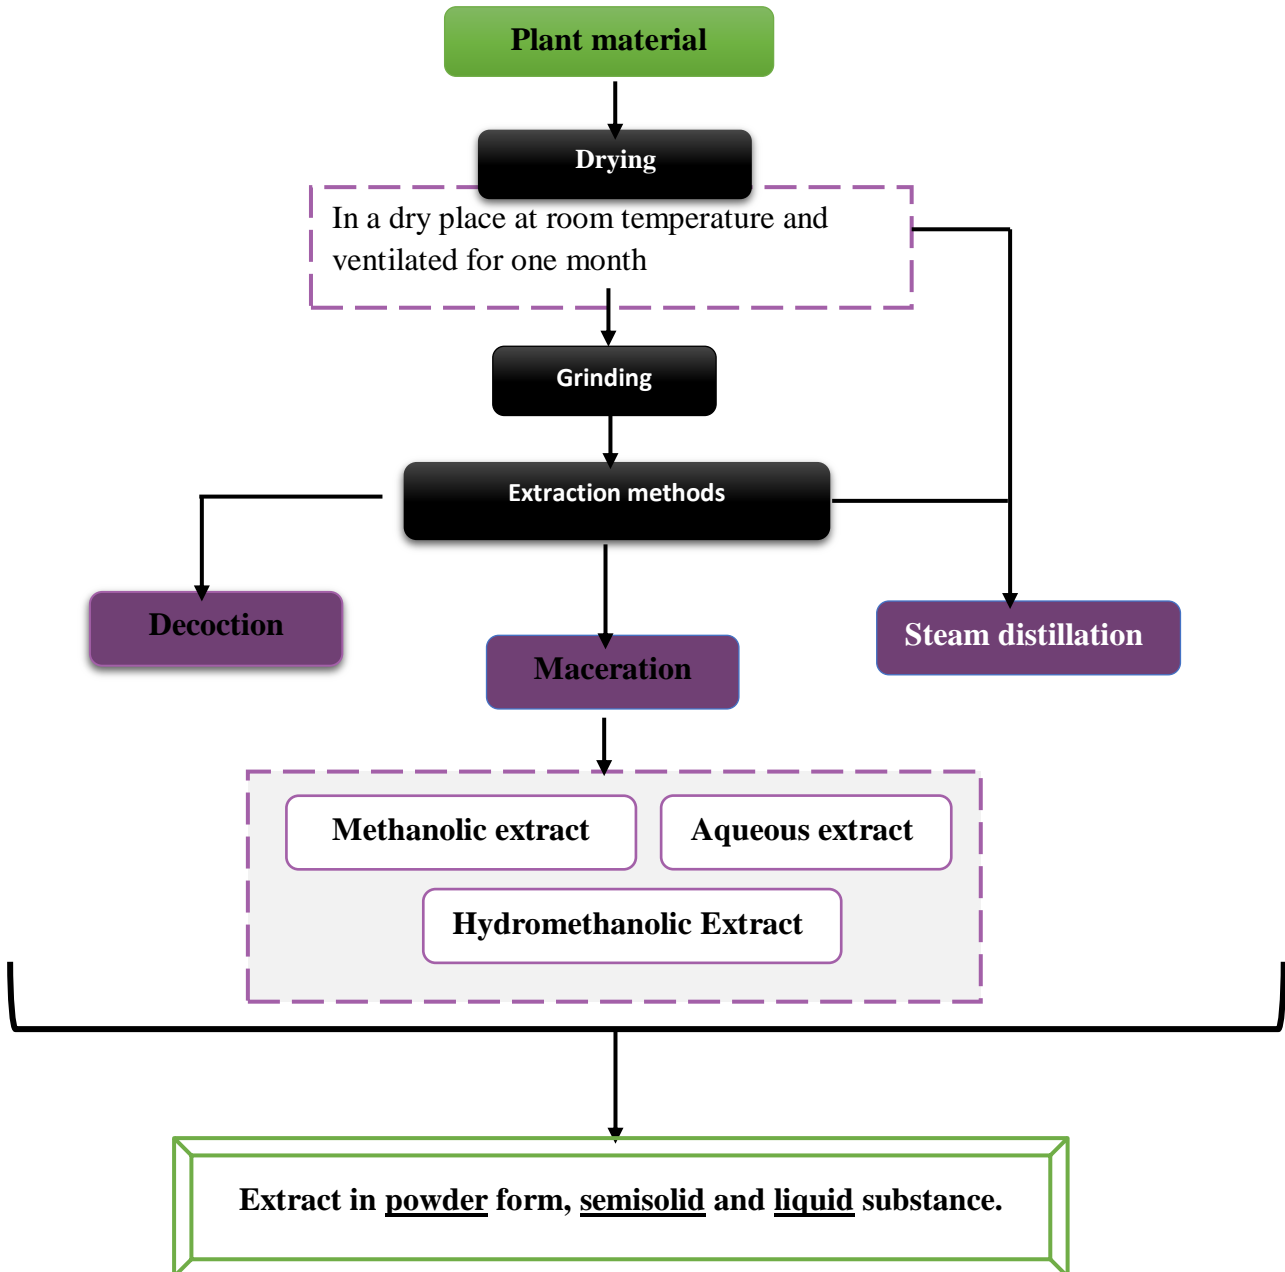 Plant material
Drying
In a dry place at room temperature and
ventilated for one month
Grinding
Extraction methods
Decoction
Maceration
Steam distillation
Methanolic extract
Aqueous extract
Hydromethanolic Extract
Extract in powder form, semisolid and liquid substance.